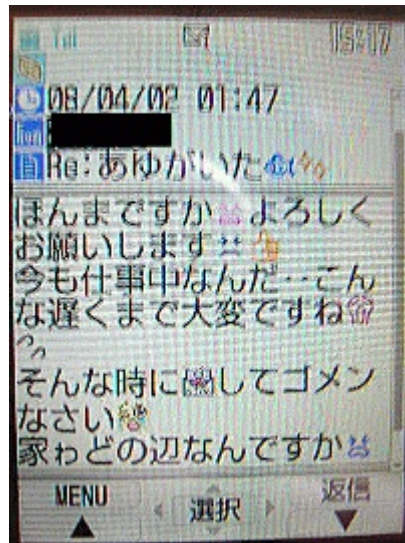 15:17
08/04/02 01:47
Re:あゆがいた
ほんまですか よろしく
お願いします
今も仕事中なんだ‥こん
な遅くまで大変ですね
そんな時に してゴメン
なさい
家ゎどの辺なんですか
MENU 選択 返信